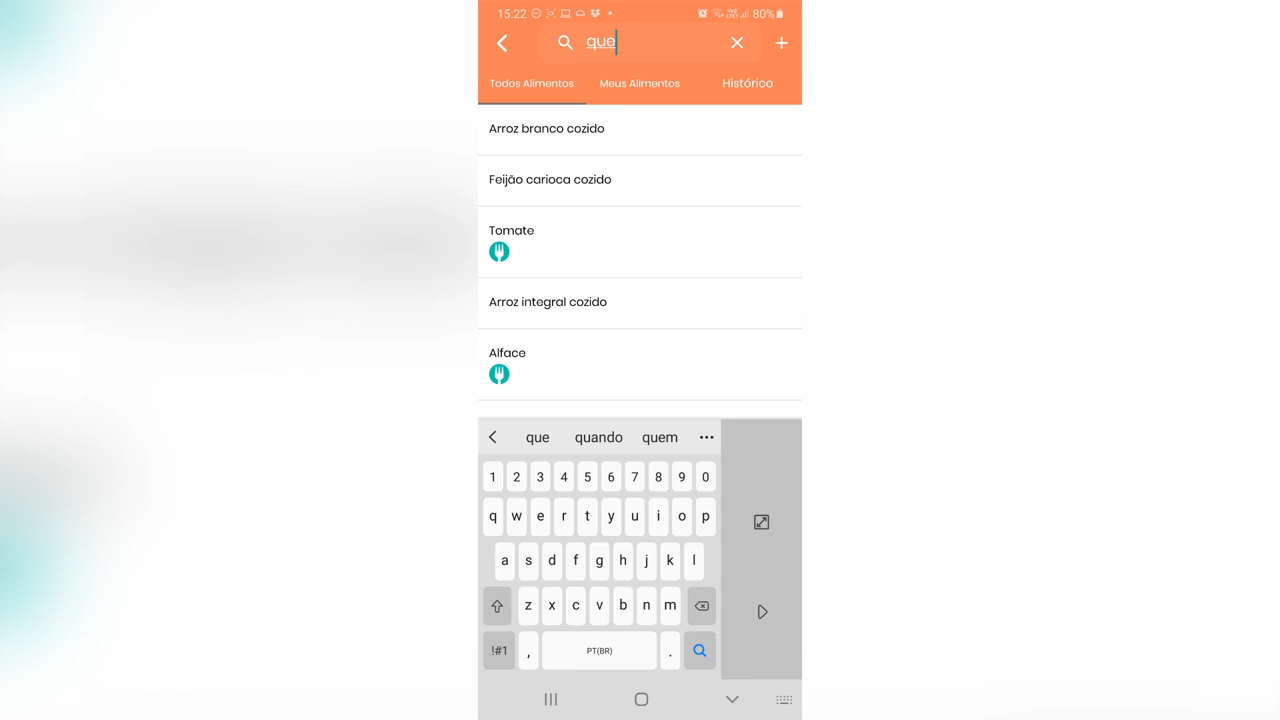 15:22 80%
que
Todos Alimentos Meus Alimentos Histórico
Arroz branco cozido
Feijão carioca cozido
Tomate
Arroz integral cozido
Alface
que quando quem
1 2 3 4 5 6 7 8 9 0
q w e r t y u i o p
a s d f g h j k l
z x c v b n m
!#1 , PT(BR) .